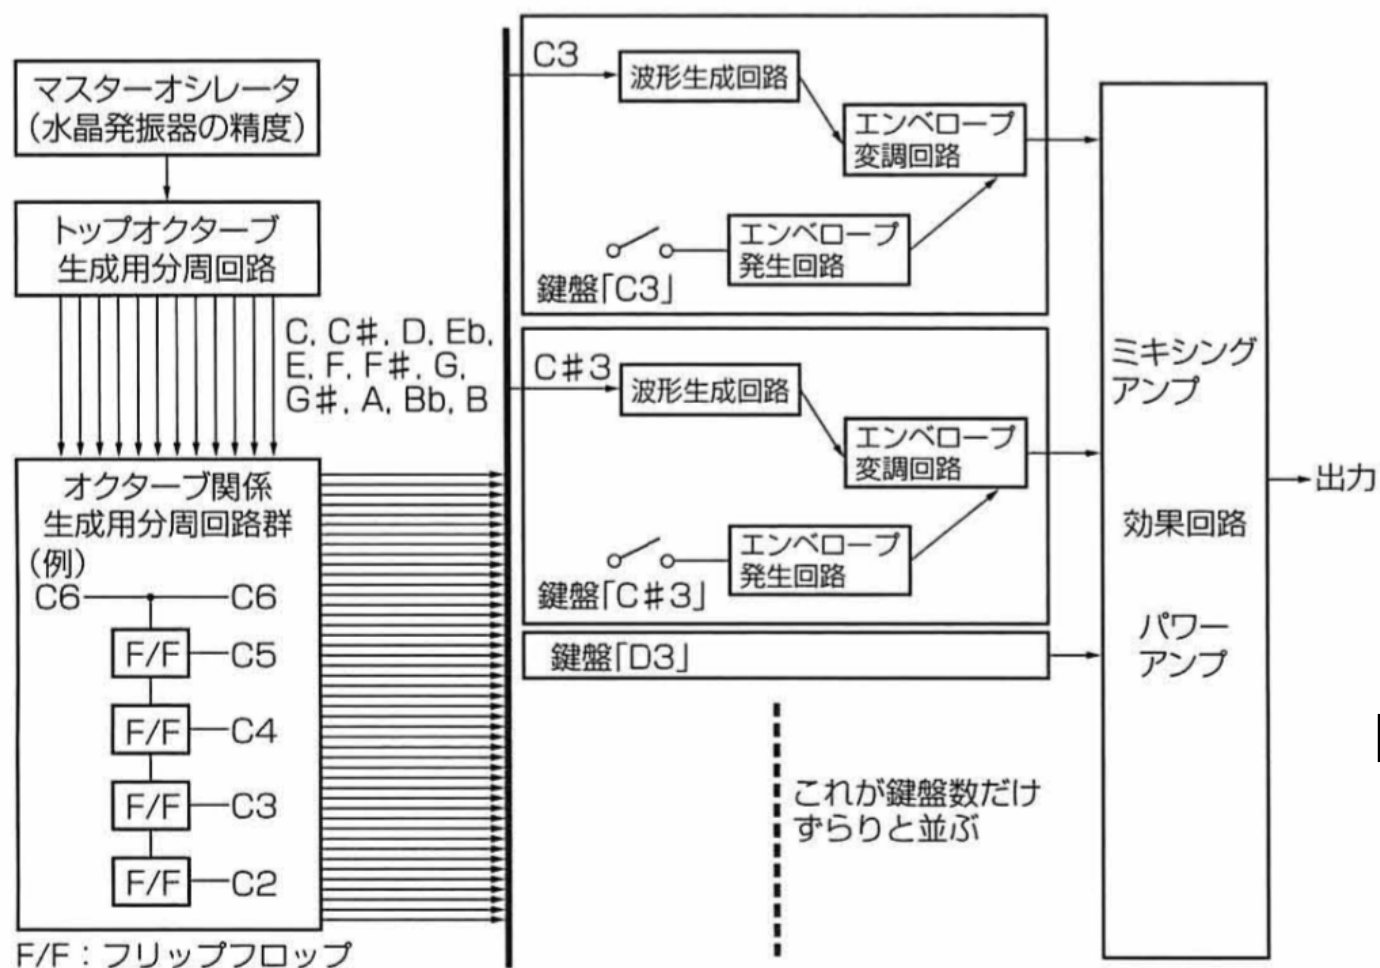 マスターオシレータ
(水晶発振器の精度)
トップオクターブ
生成用分周回路
C, C♯, D, Eb,
E, F, F♯, G,
G♯, A, Bb, B
オクターブ関係
生成用分周回路群
(例)
C6 C6
F/F C5
F/F C4
F/F C3
F/F C2
F/F:フリップフロップ
C3
波形生成回路
エンベロープ
変調回路
エンベロープ
発生回路
鍵盤「C3」
C♯3
波形生成回路
エンベロープ
変調回路
エンベロープ
発生回路
鍵盤「C♯3」
鍵盤「D3」
これが鍵盤数だけ
ずらりと並ぶ
ミキシング
アンプ
効果回路
パワー
アンプ
出力